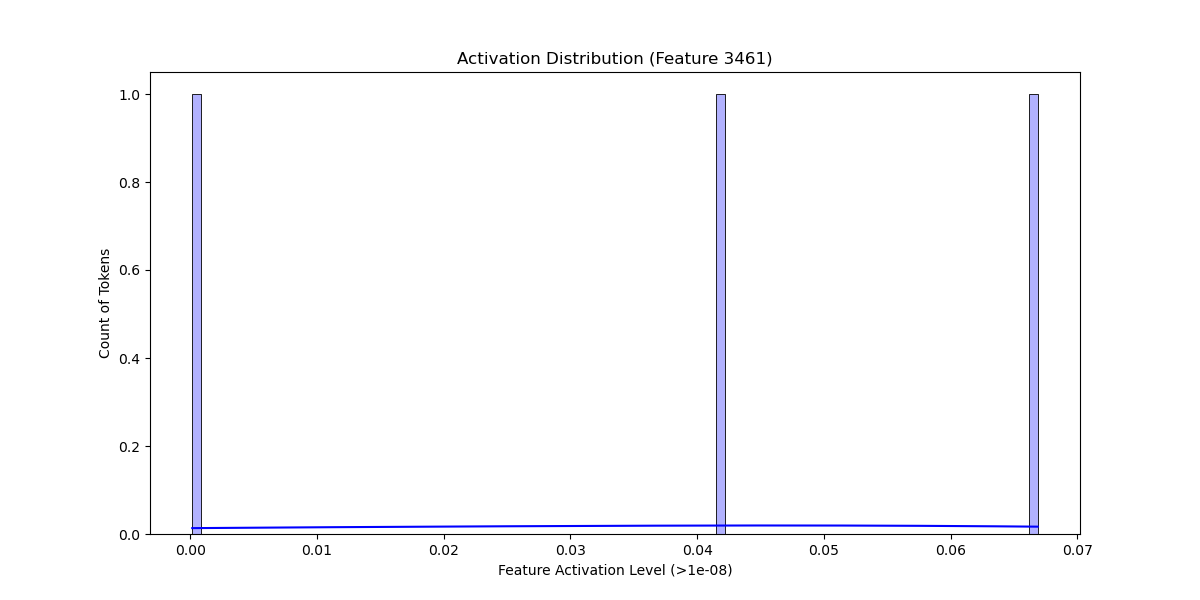 Activation Distribution (Feature 3461)
Count of Tokens
1.0
0.8
0.6
0.4
0.2
0.0
0.00 0.01 0.02 0.03 0.04 0.05 0.06 0.07
Feature Activation Level (>1e-08)